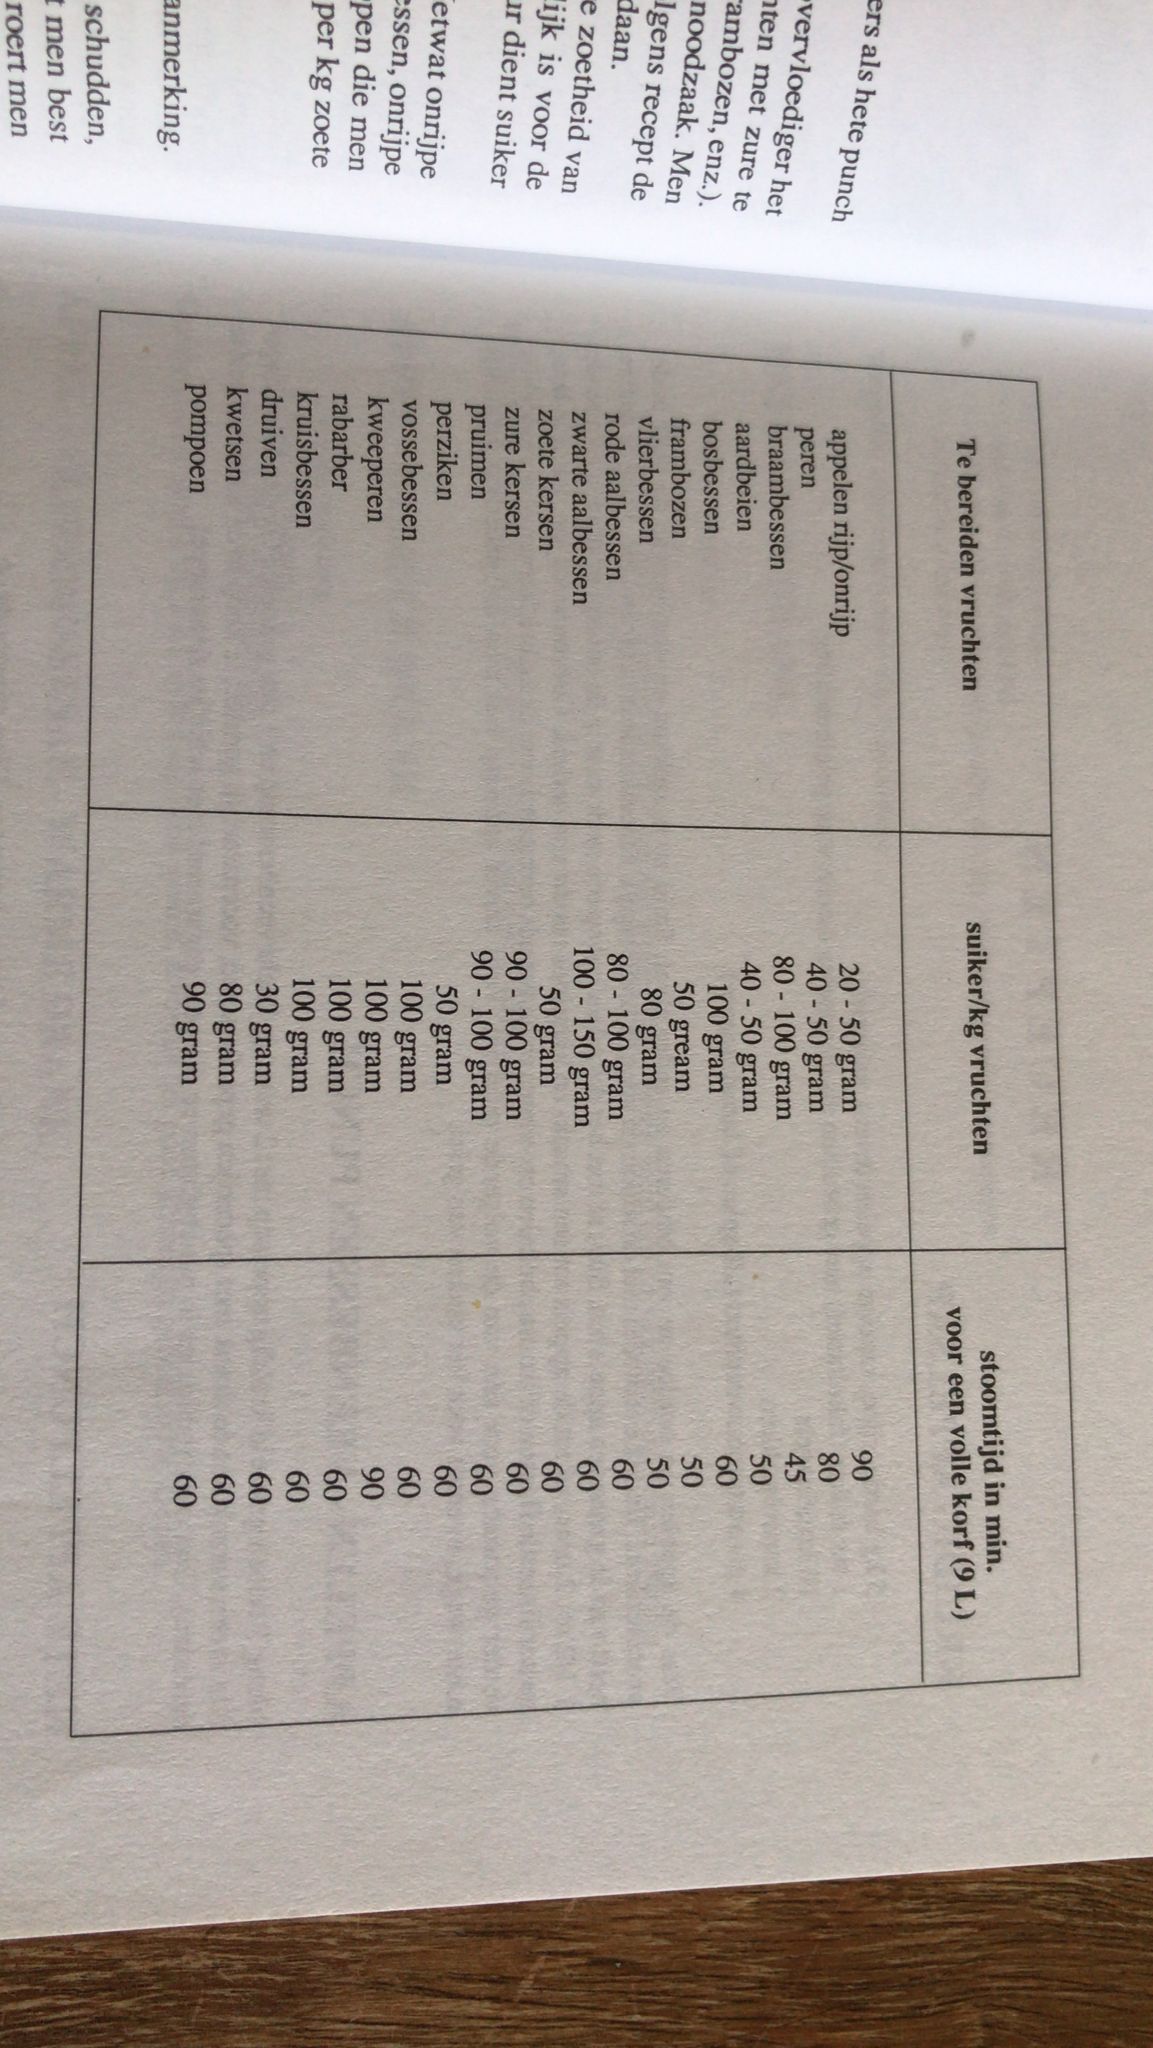 ers als hete punch
overvloediger het
nten met zure te
rambozen, enz.).
noodzaak. Men
lgens recept de
daan.
e zoetheid van
lijk is voor de
ur dient suiker
ietwat onrijpe
essen, onrijpe
pen die men
per kg zoete
anmerking.
schudden,
t men best
roert men
Te bereiden vruchten suiker/kg vruchten stoomtijd in min.
voor een volle korf (9 L)
appelen rijp/onrijp 20 - 50 gram 90
peren 40 - 50 gram 80
braambessen 80 - 100 gram 45
aardbeien 40 - 50 gram 50
bosbessen 100 gram 60
frambozen 50 gream 50
vlierbessen 80 gram 50
rode aalbessen 80 - 100 gram 60
zwarte aalbessen 100 - 150 gram 60
zoete kersen 50 gram 60
zure kersen 90 - 100 gram 60
pruimen 90 - 100 gram 60
perziken 50 gram 60
vossebessen 100 gram 60
kweeperen 100 gram 90
rabarber 100 gram 60
kruisbessen 100 gram 60
druiven 30 gram 60
kwetsen 80 gram 60
pompoen 90 gram 60